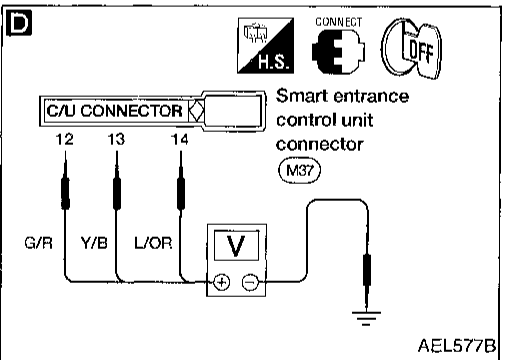 D
CONNECT
H.S.
OFF
C/U CONNECTOR
Smart entrance
control unit
connector
M37
12 13 14
G/R Y/B L/OR
V
+ −
AEL577B